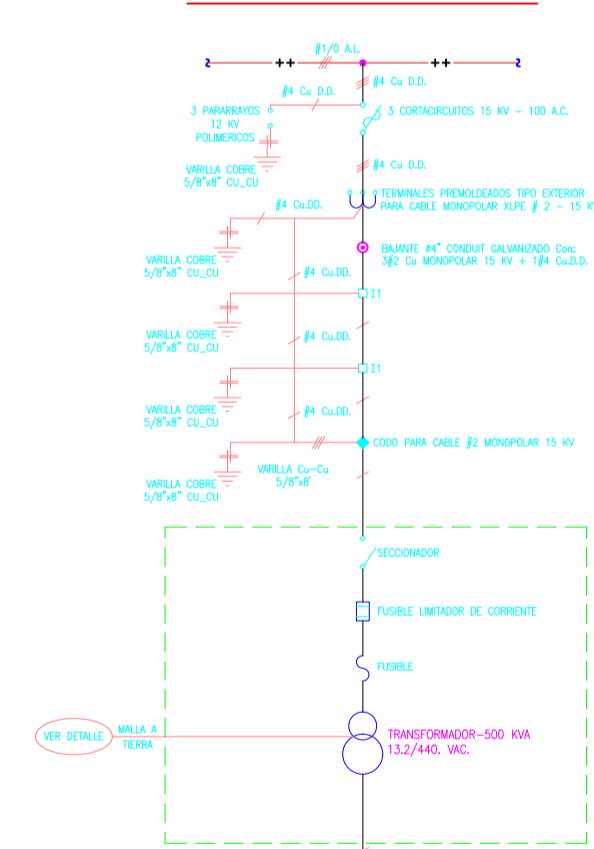 #1/0 A.L.
#4 Cu D.D.
#4 Cu D.D.
3 PARARRAYOS
12 KV
POLIMERICOS
3 CORTACIRCUITOS 15 KV - 100 A.C.
VARILLA COBRE
5/8"x8" CU_CU
#4 Cu D.D.
TERMINALES PREMOLDEADOS TIPO EXTERIOR
PARA CABLE MONOPOLAR XLPE # 2 - 15 KV
#4 Cu.DD.
VARILLA COBRE
5/8"x8" CU_CU
BAJANTE ø4" CONDUIT GALVANIZADO Con:
3#2 Cu MONOPOLAR 15 KV + 1#4 Cu.D.D.
#4 Cu.DD.
I1
VARILLA COBRE
5/8"x8" CU_CU
#4 Cu.DD.
I1
VARILLA COBRE
5/8"x8" CU_CU
#4 Cu.DD.
CODO PARA CABLE #2 MONOPOLAR 15 KV
VARILLA Cu-Cu
5/8"x8'
VARILLA COBRE
5/8"x8" CU_CU
SECCIONADOR
FUSIBLE LIMITADOR DE CORRIENTE
FUSIBLE
VER DETALLE
MALLA A
TIERRA
TRANSFORMADOR-500 KVA
13.2/440. VAC.